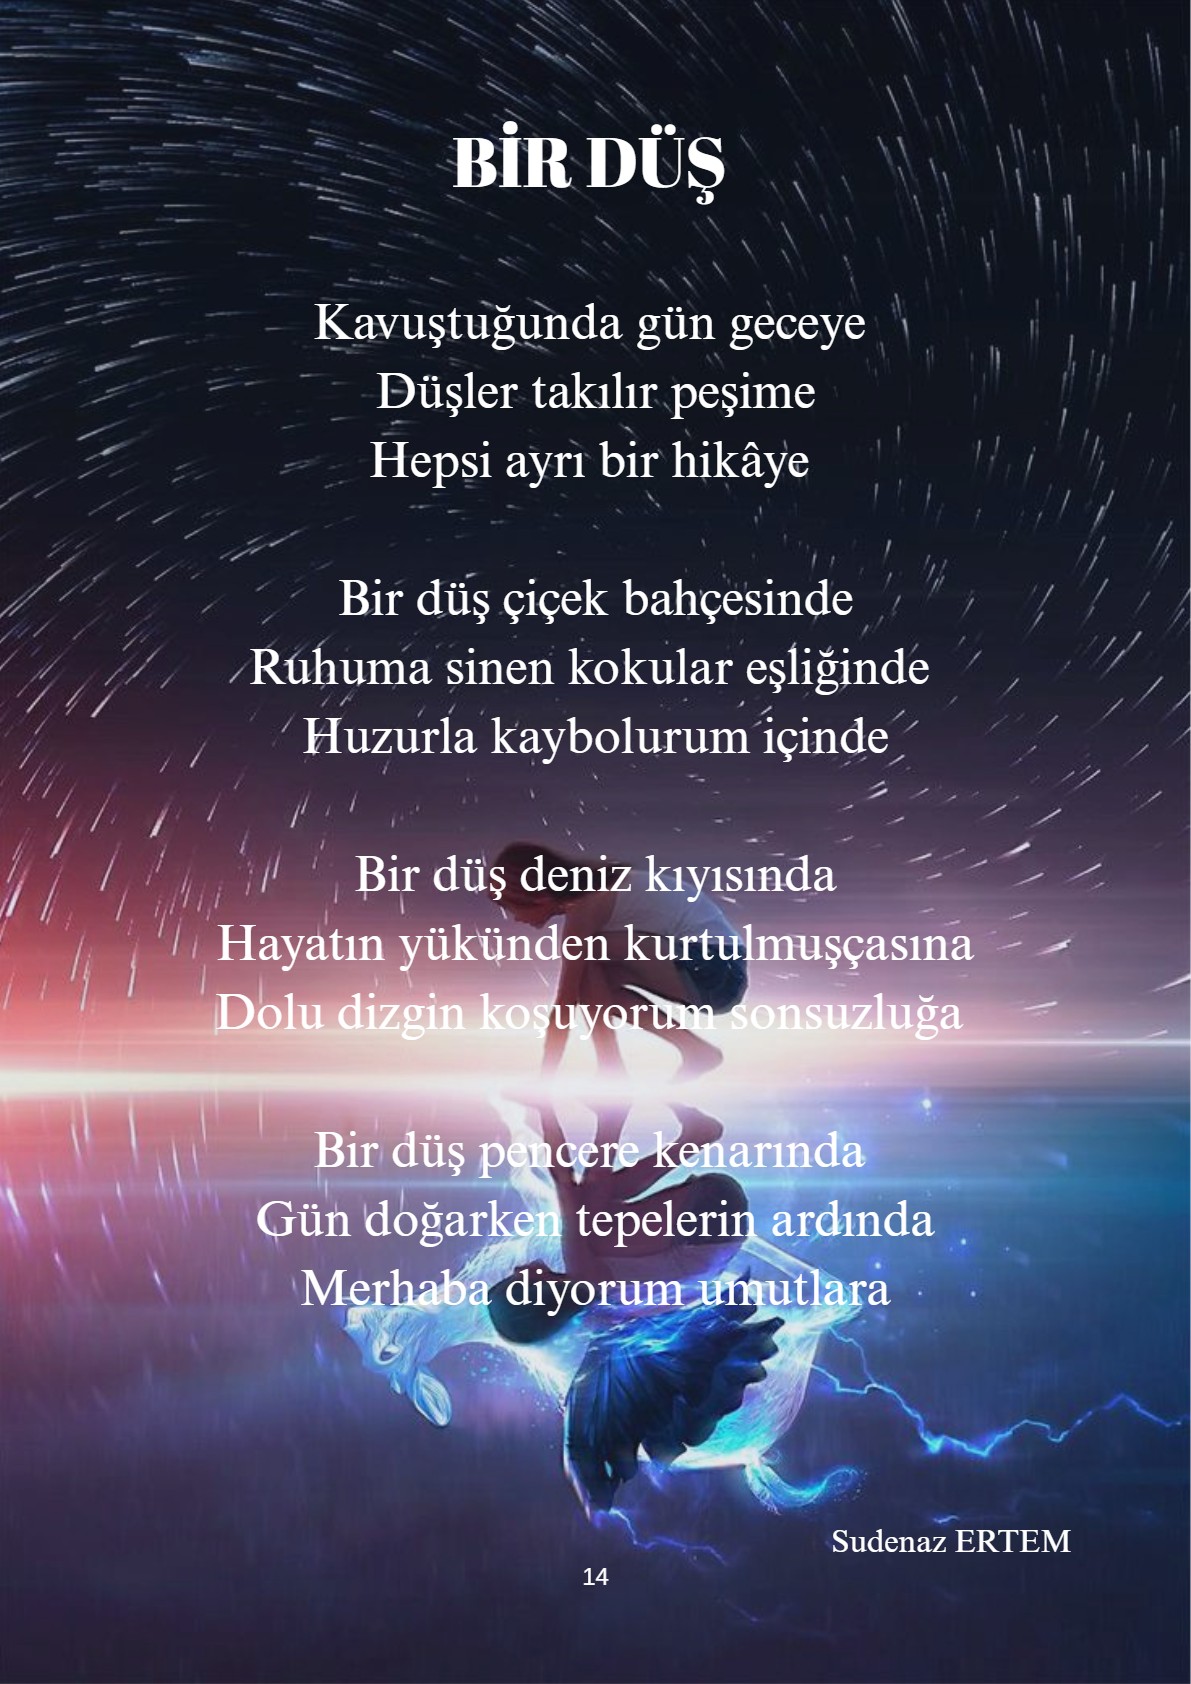 BİR DÜŞ
Kavuştuğunda gün geceye
Düşler takılır peşime
Hepsi ayrı bir hikâye
Bir düş çiçek bahçesinde
Ruhuma sinen kokular eşliğinde
Huzurla kaybolurum içinde
Bir düş deniz kıyısında
Hayatın yükünden kurtulmuşçasına
Dolu dizgin koşuyorum sonsuzluğa
Bir düş pencere kenarında
Gün doğarken tepelerin ardında
Merhaba diyorum umutlara
Sudenaz ERTEM
14